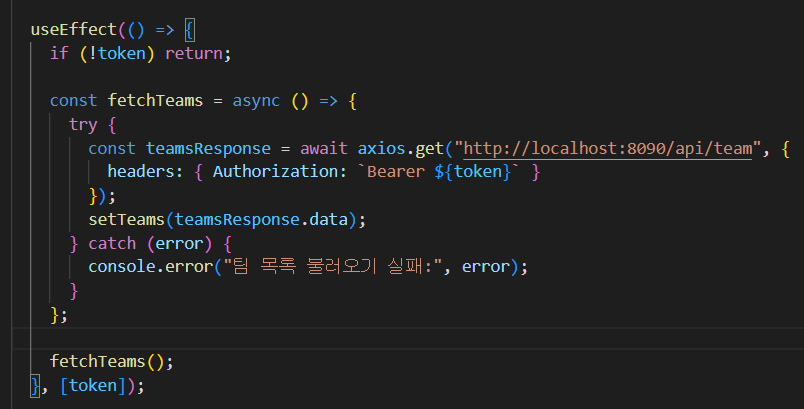 useEffect(() => {
if (!token) return;
const fetchTeams = async () => {
try {
const teamsResponse = await axios.get("http://localhost:8090/api/team", {
headers: { Authorization: `Bearer ${token}` }
});
setTeams(teamsResponse.data);
} catch (error) {
console.error("팀 목록 불러오기 실패:", error);
}
};
fetchTeams();
}, [token]);